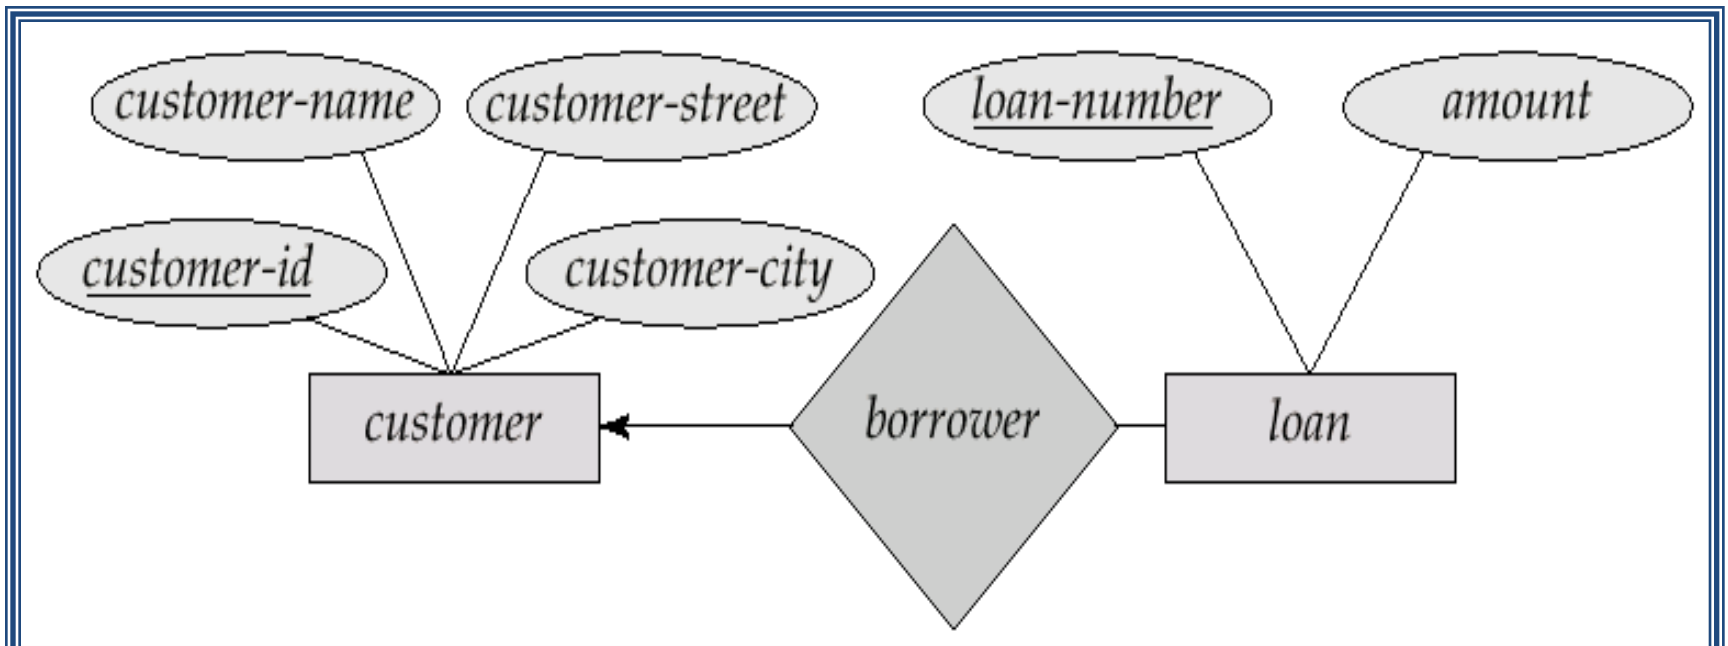 customer-name
customer-street
loan-number
amount
customer-id
customer-city
customer
borrower
loan